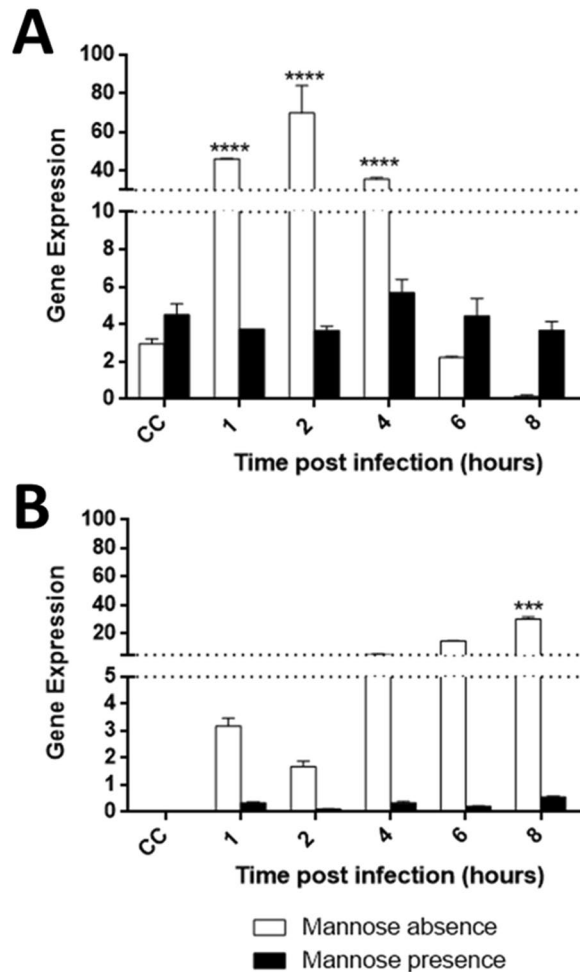 A
Gene Expression
100
80
60
40
10
8
6
4
2
0
****
****
****
CC 1 2 4 6 8
Time post infection (hours)
B
Gene Expression
100
80
60
40
20
5
4
3
2
1
0
***
CC 1 2 4 6 8
Time post infection (hours)
Mannose absence
Mannose presence